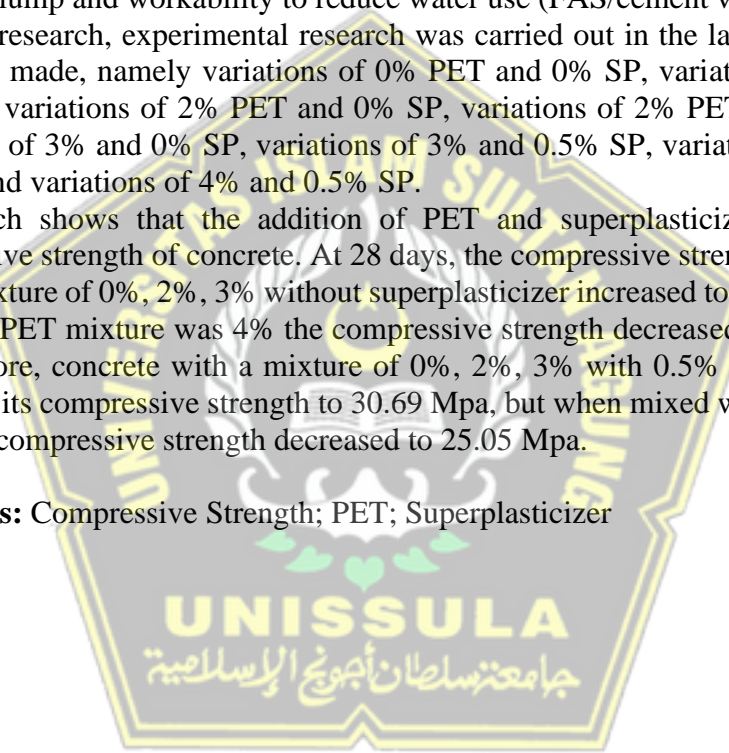 lump and workability to reduce water use (FAS/cement
research, experimental research was carried out in the la
made, namely variations of 0% PET and 0% SP, variat
variations of 2% PET and 0% SP, variations of 2% PET
of 3% and 0% SP, variations of 3% and 0.5% SP, variat
nd variations of 4% and 0.5% SP.
ch shows that the addition of PET and superplasticiz
ive strength of concrete. At 28 days, the compressive stren
xture of 0%, 2%, 3% without superplasticizer increased to
PET mixture was 4% the compressive strength decreased
ore, concrete with a mixture of 0%, 2%, 3% with 0.5%
its compressive strength to 30.69 Mpa, but when mixed w
compressive strength decreased to 25.05 Mpa.
s: Compressive Strength; PET; Superplasticizer
UNIVERSITAS ISLAM SULTAN AGUNG
UNISSULA
جامعة سلطان أجونج الإسلامية